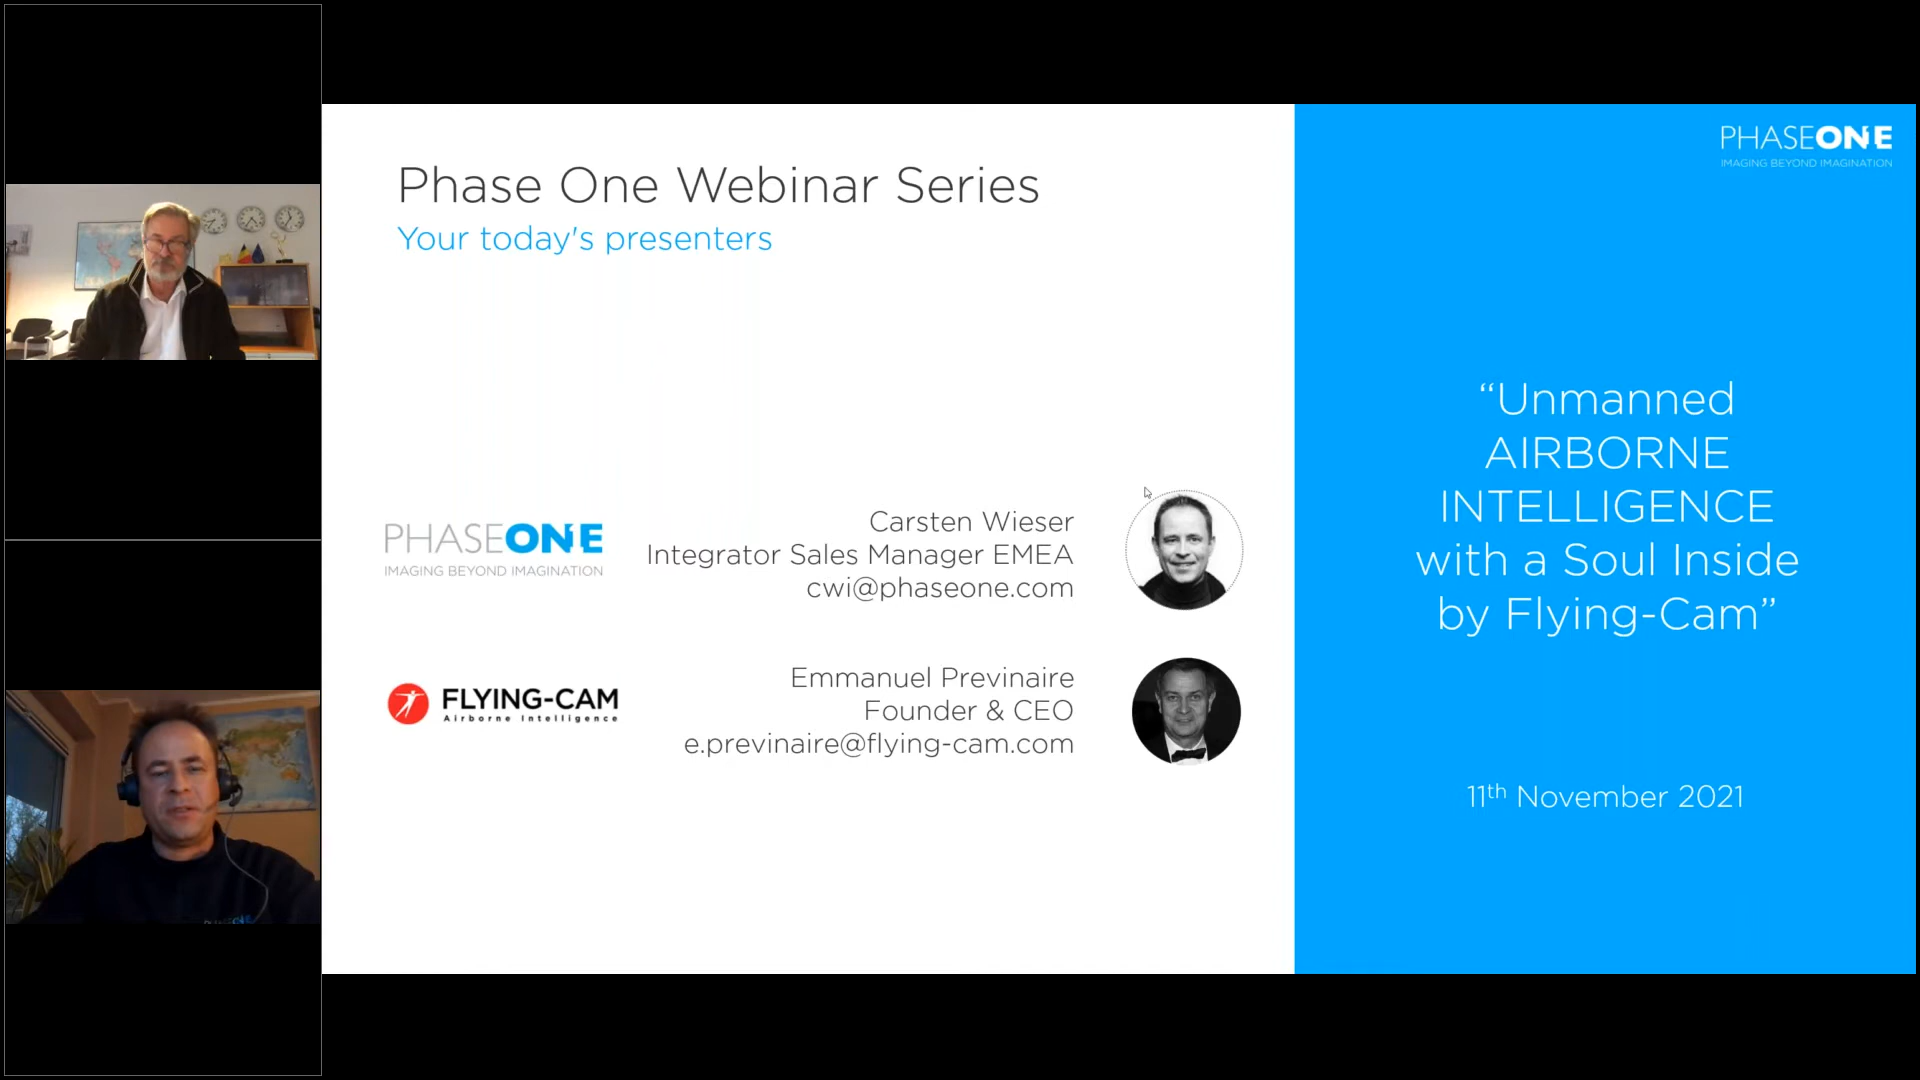 Phase One Webinar Series
Your today's presenters
PHASEONE
IMAGING BEYOND IMAGINATION
Carsten Wieser
Integrator Sales Manager EMEA
cwi@phaseone.com
FLYING-CAM
Airborne Intelligence
Emmanuel Previnaire
Founder & CEO
e.previnaire@flying-cam.com
PHASEONE
IMAGING BEYOND IMAGINATION
“Unmanned
AIRBORNE
INTELLIGENCE
with a Soul Inside
by Flying-Cam”
11th November 2021